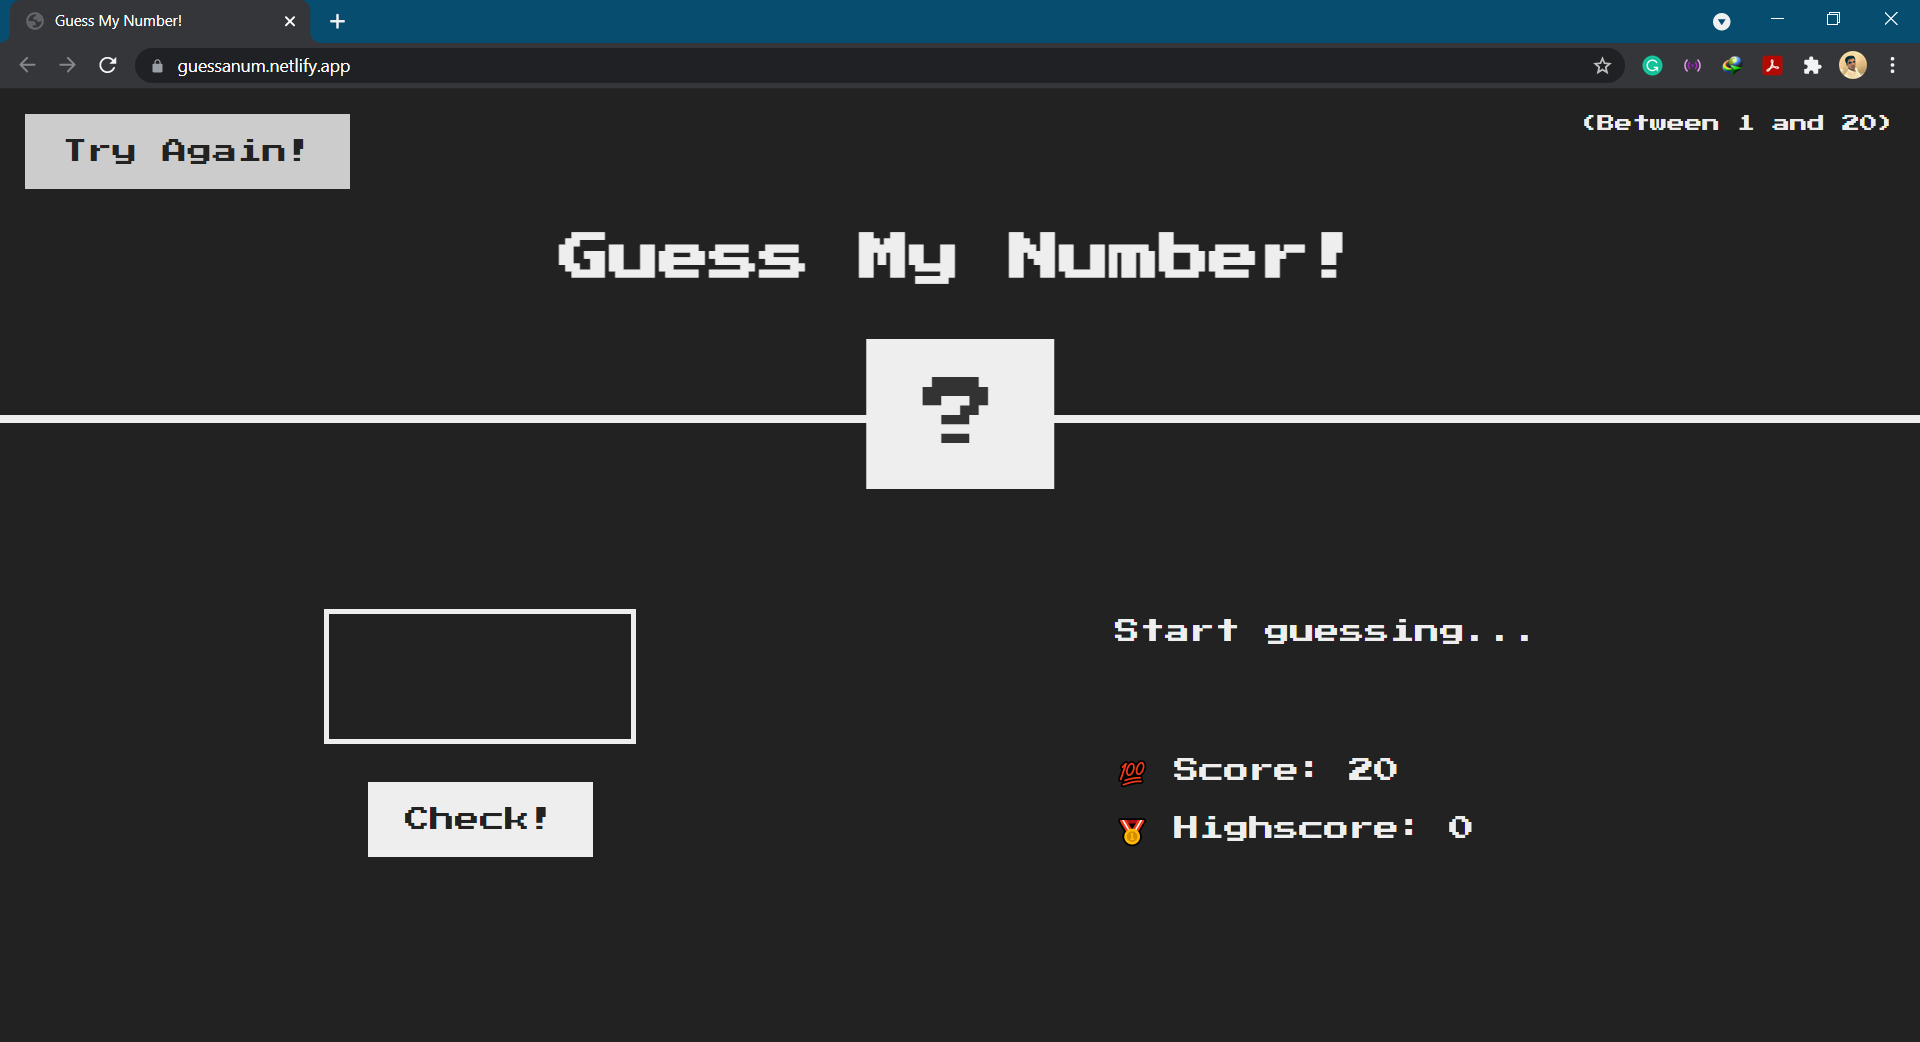 Guess My Number!
guessanum.netlify.app
Try Again!
(Between 1 and 20)
Guess My Number!
?
Start guessing...
💯 Score: 20
Check!
🥇 Highscore: 0